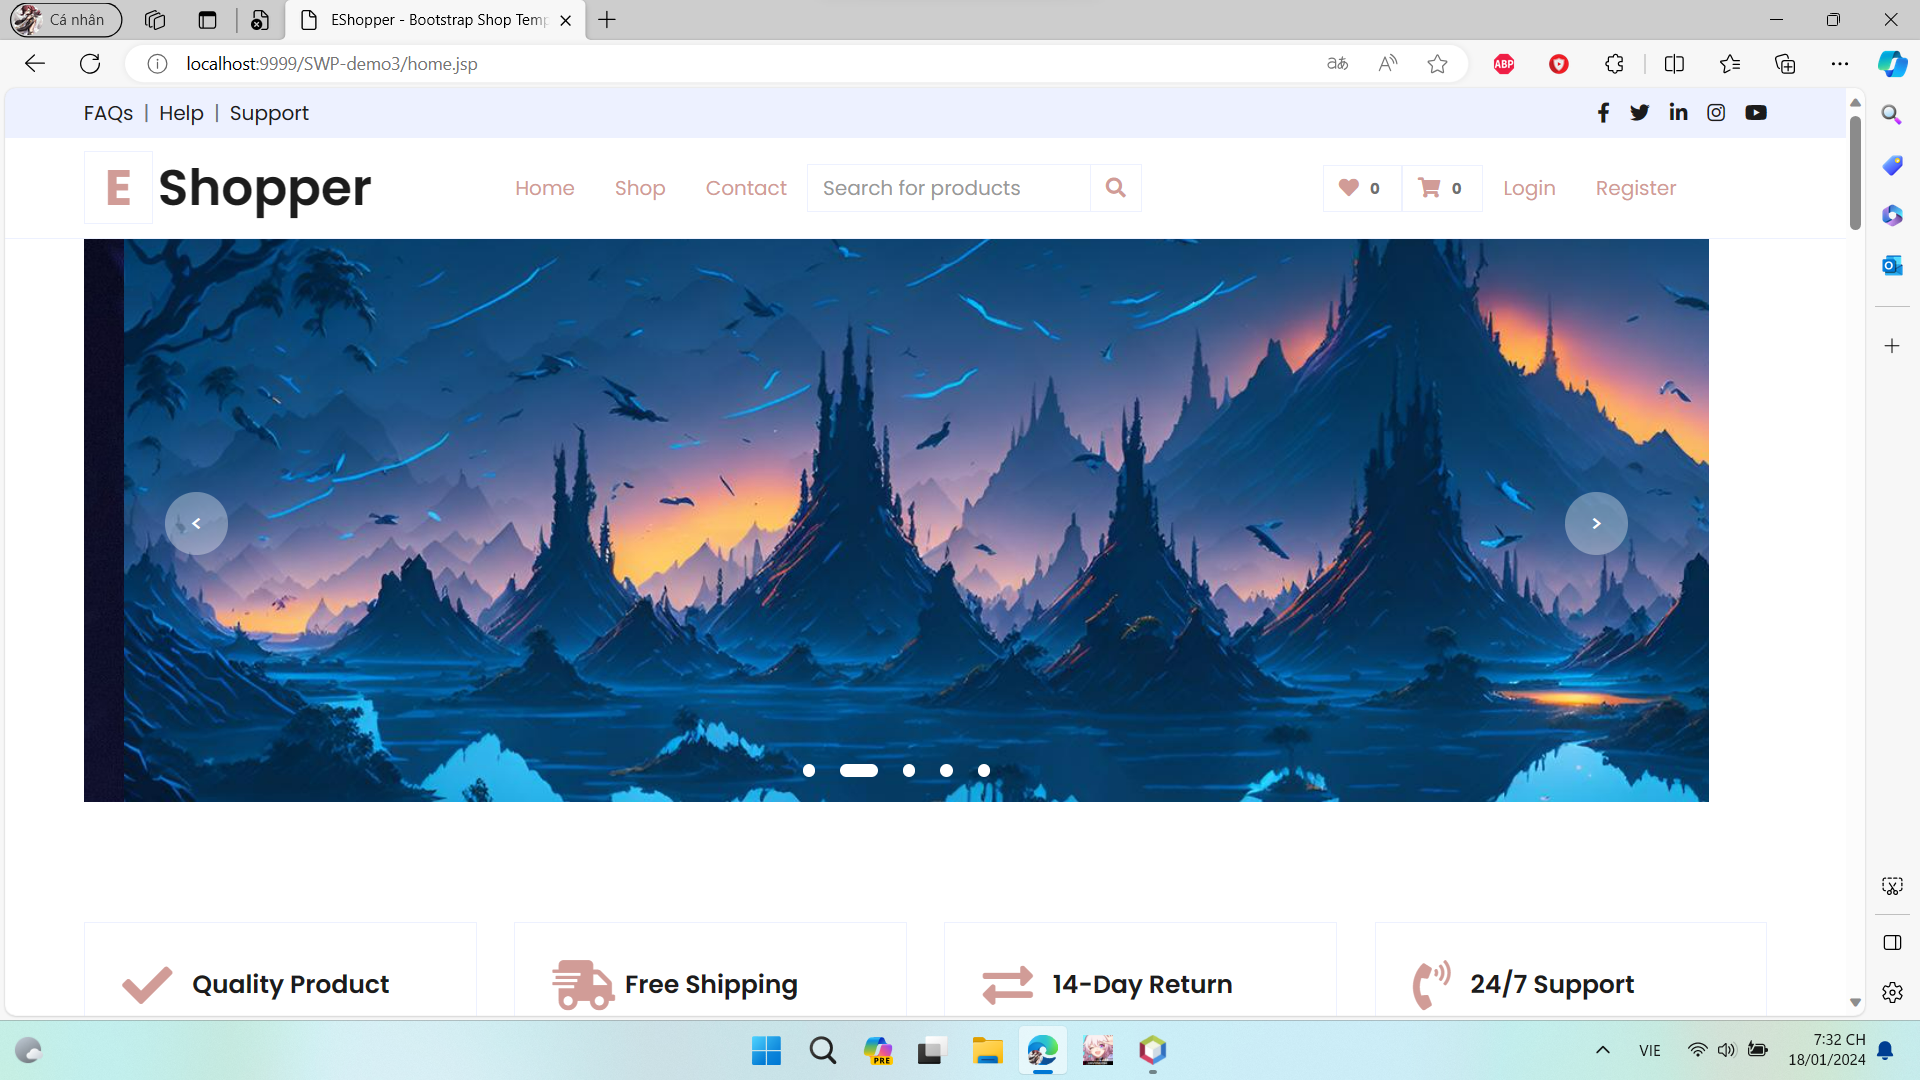 Cá nhân
EShopper - Bootstrap Shop Temp
localhost:9999/SWP-demo3/home.jsp
ABP
FAQs | Help | Support
E Shopper
Home Shop Contact
Search for products
0 0
Login Register
Quality Product
Free Shipping
14-Day Return
24/7 Support
PRE
VIE
7:32 CH
18/01/2024